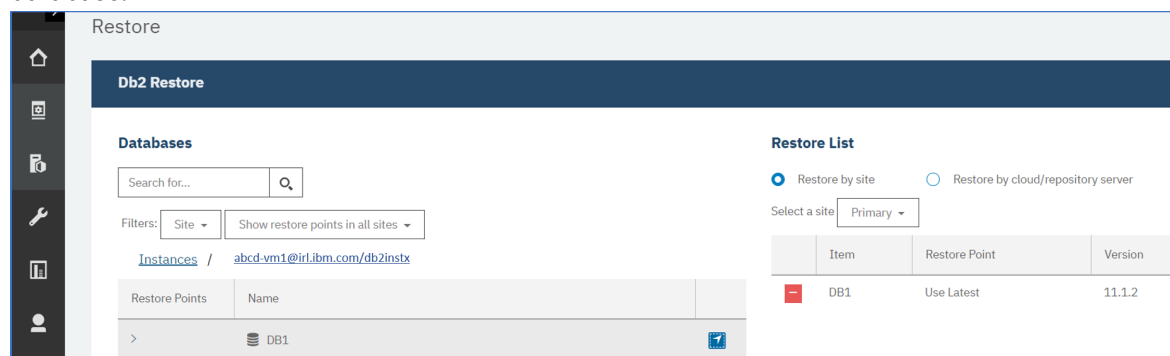 Restore
Db2 Restore
Databases
Search for...
Filters: Site Show restore points in all sites
Instances / abcd-vm1@irl.ibm.com/db2instx
Restore Points Name
DB1
Restore List
Restore by site Restore by cloud/repository server
Select a site Primary
Item Restore Point Version
DB1 Use Latest 11.1.2